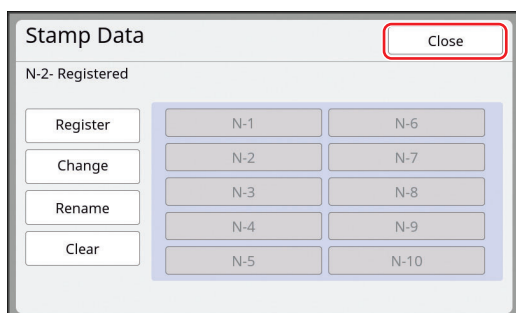 Stamp Data
Close
N-2- Registered
Register
Change
Rename
Clear
N-1
N-6
N-2
N-7
N-3
N-8
N-4
N-9
N-5
N-10